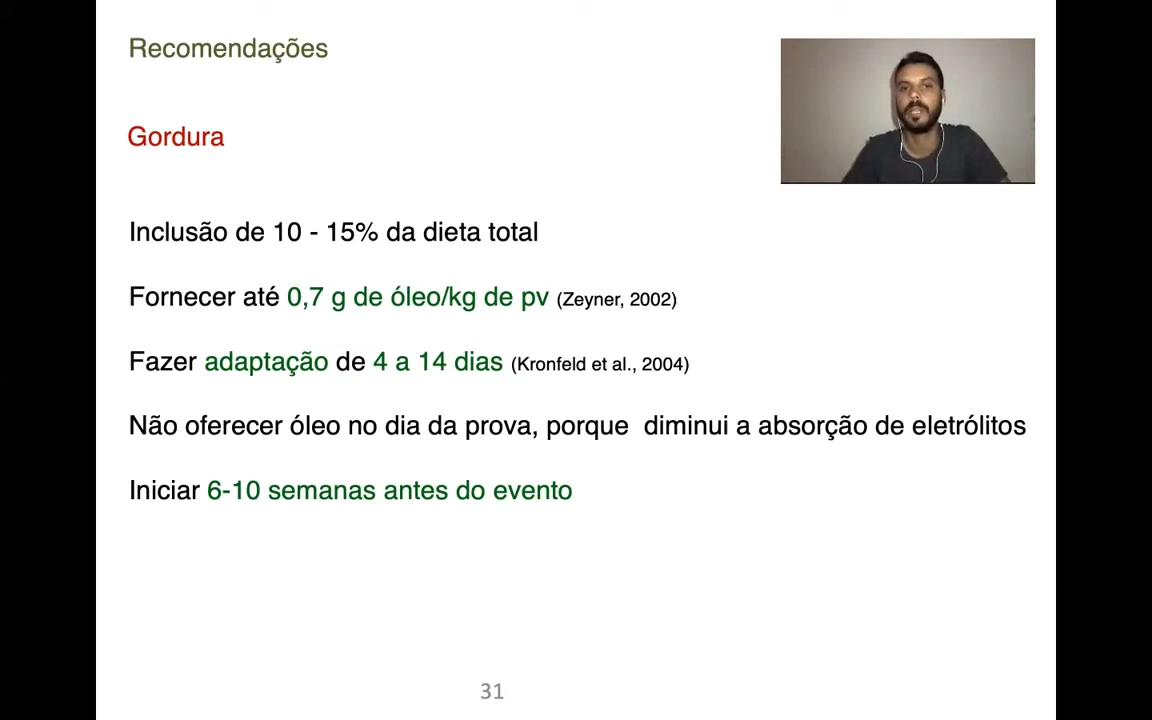 Recomendações
Gordura
Inclusão de 10 - 15% da dieta total
Fornecer até 0,7 g de óleo/kg de pv (Zeyner, 2002)
Fazer adaptação de 4 a 14 dias (Kronfeld et al., 2004)
Não oferecer óleo no dia da prova, porque  diminui a absorção de eletrólitos
Iniciar 6-10 semanas antes do evento
31